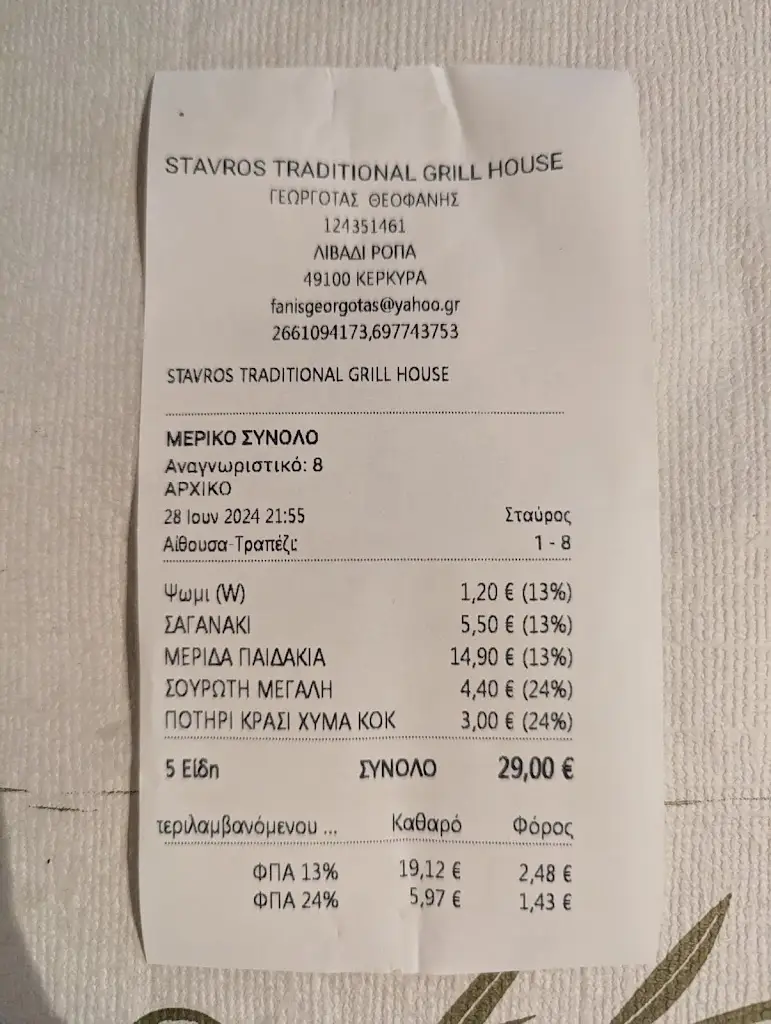 STAVROS TRADITIONAL GRILL HOUSE
ΓΕΩΡΓΟΤΑΣ ΘΕΟΦΑΝΗΣ
124351461
ΛΙΒΑΔΙ ΡΟΠΑ
49100 ΚΕΡΚΥΡΑ
fanisgeorgotas@yahoo.gr
2661094173,697743753
STAVROS TRADITIONAL GRILL HOUSE
ΜΕΡΙΚΟ ΣΥΝΟΛΟ
Αναγνωριστικό: 8
ΑΡΧΙΚΟ
28 Ιουν 2024 21:55 Σταύρος
Αίθουσα-Τραπέζι: 1 - 8
Ψωμι (W) 1,20 € (13%)
ΣΑΓΑΝΑΚΙ 5,50 € (13%)
ΜΕΡΙΔΑ ΠΑΙΔΑΚΙΑ 14,90 € (13%)
ΣΟΥΡΩΤΗ ΜΕΓΑΛΗ 4,40 € (24%)
ΠΟΤΗΡΙ ΚΡΑΣΙ ΧΥΜΑ ΚΟΚ 3,00 € (24%)
5 Είδη ΣΥΝΟΛΟ 29,00 €
τεριλαμβανόμενου ... Καθαρό Φόρος
ΦΠΑ 13% 19,12 € 2,48 €
ΦΠΑ 24% 5,97 € 1,43 €